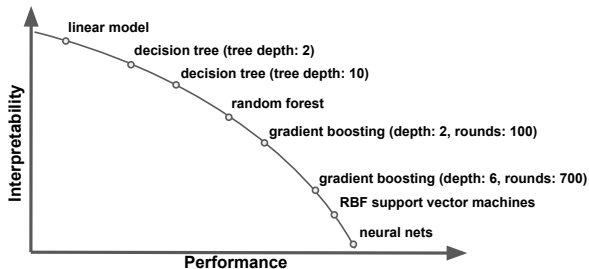 linear model
decision tree (tree depth: 2)
decision tree (tree depth: 10)
random forest
gradient boosting (depth: 2, rounds: 100)
gradient boosting (depth: 6, rounds: 700)
RBF support vector machines
neural nets
Interpretability
Performance